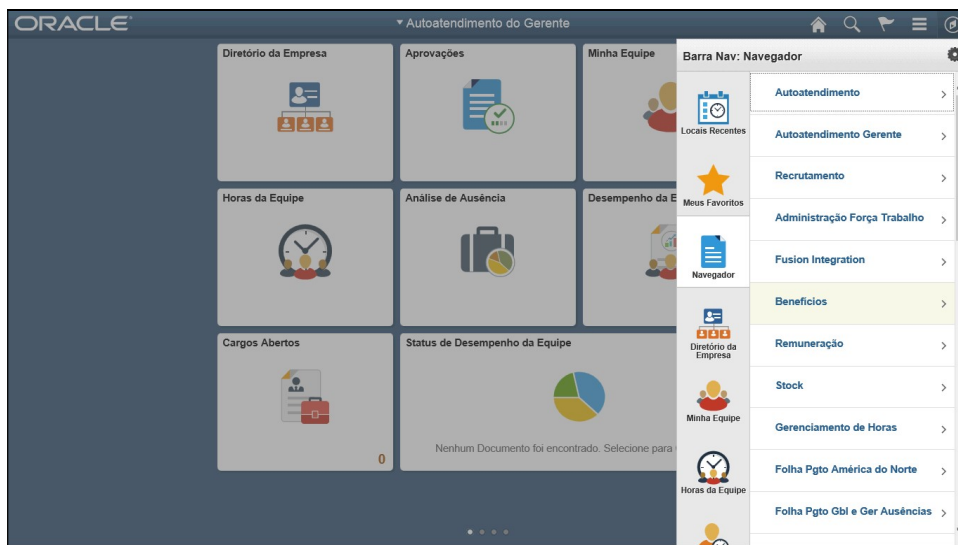 ORACLE
Autoatendimento do Gerente
Diretório da Empresa
Aprovações
Minha Equipe
Horas da Equipe
Análise de Ausência
Desempenho da E
Cargos Abertos
0
Status de Desempenho da Equipe
Nenhum Documento foi encontrado. Selecione para
Barra Nav: Navegador
Locais Recentes
Meus Favoritos
Navegador
Diretório da
Empresa
Minha Equipe
Horas da Equipe
Autoatendimento
Autoatendimento Gerente
Recrutamento
Administração Força Trabalho
Fusion Integration
Benefícios
Remuneração
Stock
Gerenciamento de Horas
Folha Pgto América do Norte
Folha Pgto Gbl e Ger Ausências